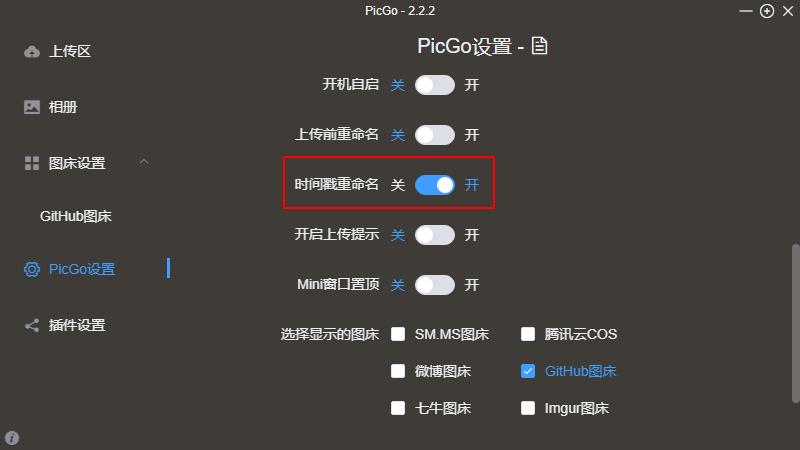 PicGo - 2.2.2
上传区
相册
图床设置
GitHub图床
PicGo设置
插件设置
PicGo设置 -
开机自启 关 开
上传前重命名 关 开
时间戳重命名 关 开
开启上传提示 关 开
Mini窗口置顶 关 开
选择显示的图床 SM.MS图床 腾讯云COS
微博图床 GitHub图床
七牛图床 Imgur图床